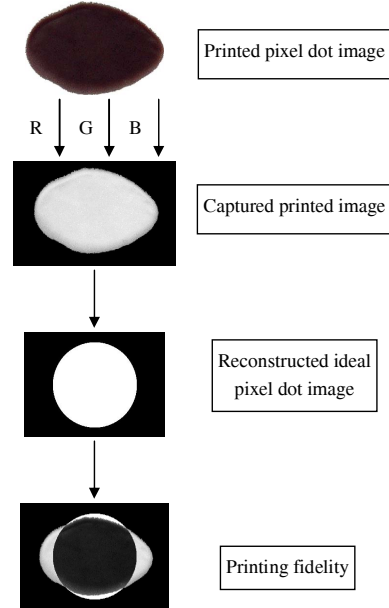 Printed pixel dot image
R G B
Captured printed image
Reconstructed ideal
pixel dot image
Printing fidelity